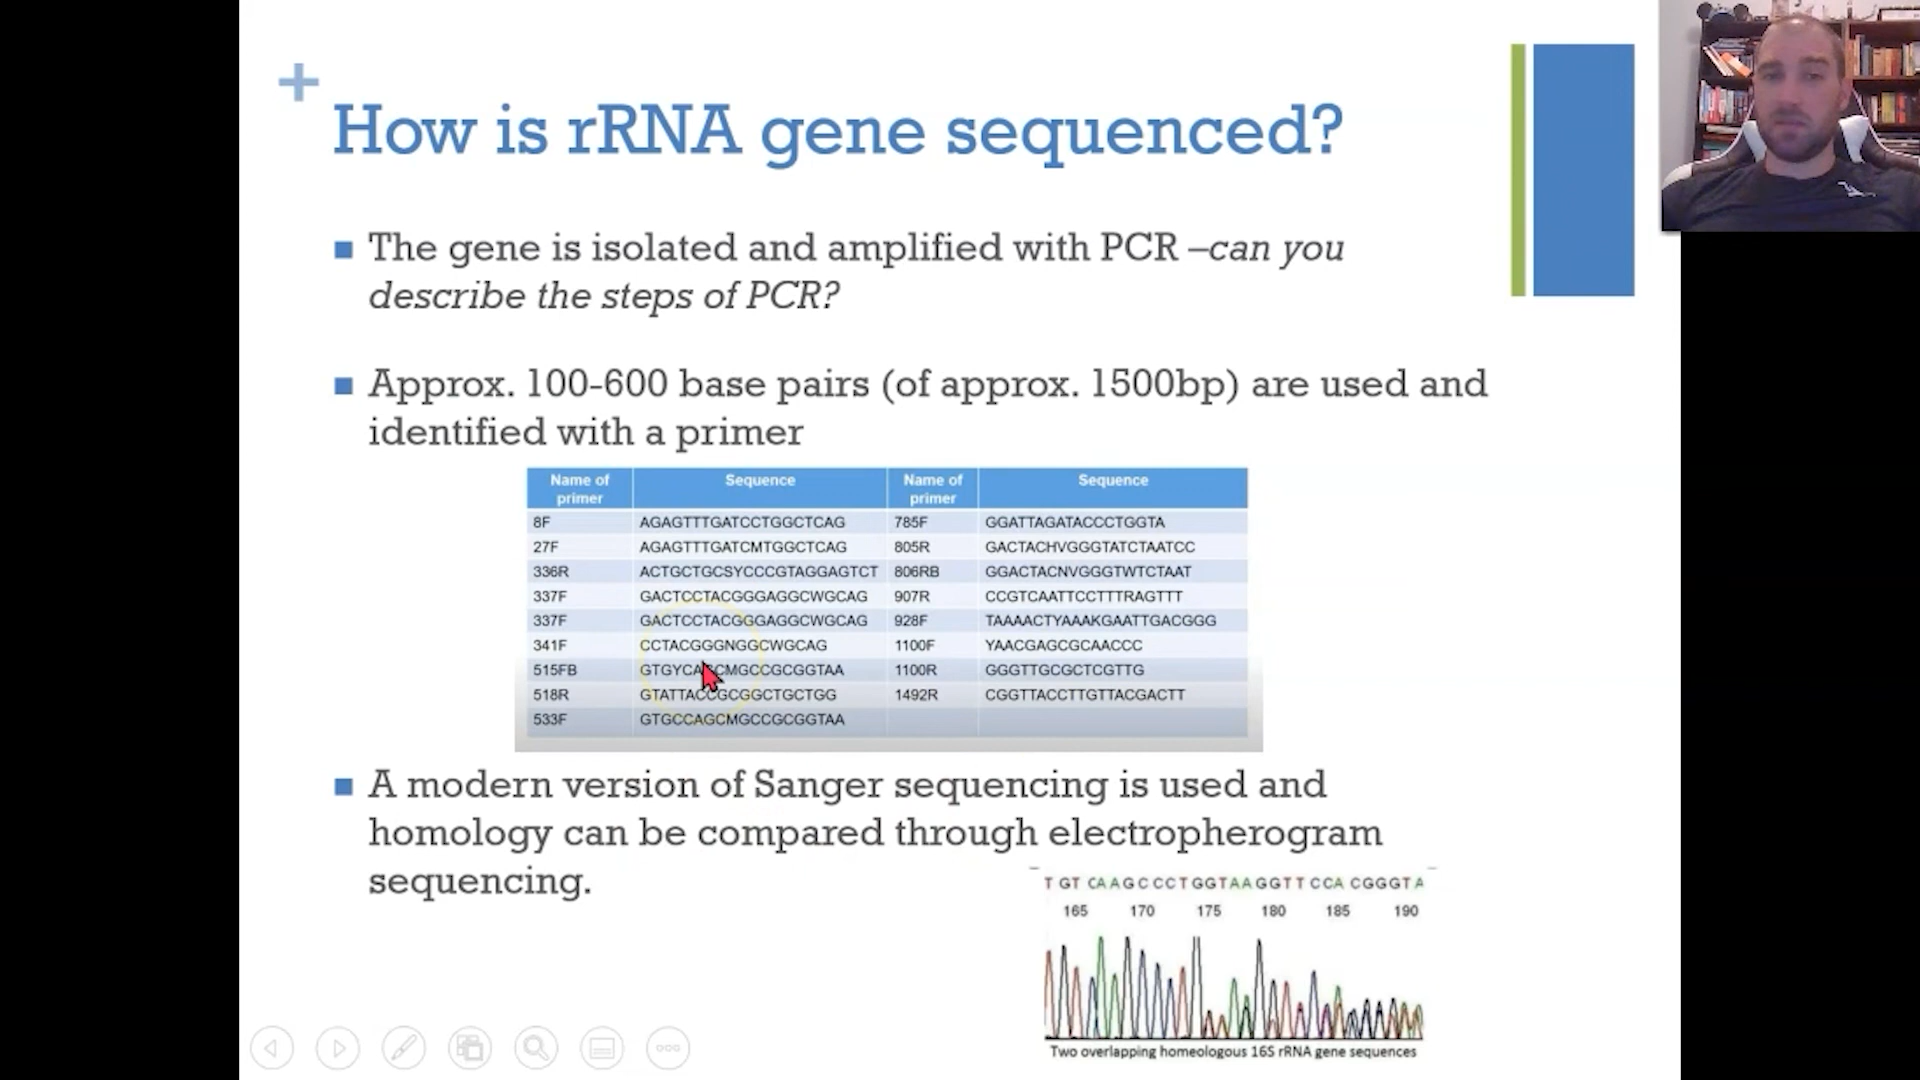 How is rRNA gene sequenced?
The gene is isolated and amplified with PCR –can you
describe the steps of PCR?
Approx. 100-600 base pairs (of approx. 1500bp) are used and
identified with a primer
Name of primer Sequence Name of primer Sequence
8F AGAGTTTGATCCTGGCTCAG 785F GGATTAGATACCCTGGTA
27F AGAGTTTGATCMTGGCTCAG 805R GACTACHVGGGTATCTAATCC
336R ACTGCTGCSYCCCGTAGGAGTCT 806RB GGACTACNVGGGTWTCTAAT
337F GACTCCTACGGGAGGCWGCAG 907R CCGTCAATTCCTTTRAGTTT
337F GACTCCTACGGGAGGCWGCAG 928F TAAAACTYAAAKGAATTGACGGG
341F CCTACGGGNGGCWGCAG 1100F YAACGAGCGCAACCC
515FB 1100R GGGTTGCGCTCGTTG
518R GTATTACCGCGGCTGCTGG 1492R CGGTTACCTTGTTACGACTT
533F GTGCCAGCMGCCGCGGTAA
A modern version of Sanger sequencing is used and
homology can be compared through electropherogram
sequencing.
T GT CAAGCCCTGGTAAGGTT CCA CGGGTA
165 170 175 180 185 190
Two overlapping homeologous 16S rRNA gene sequences